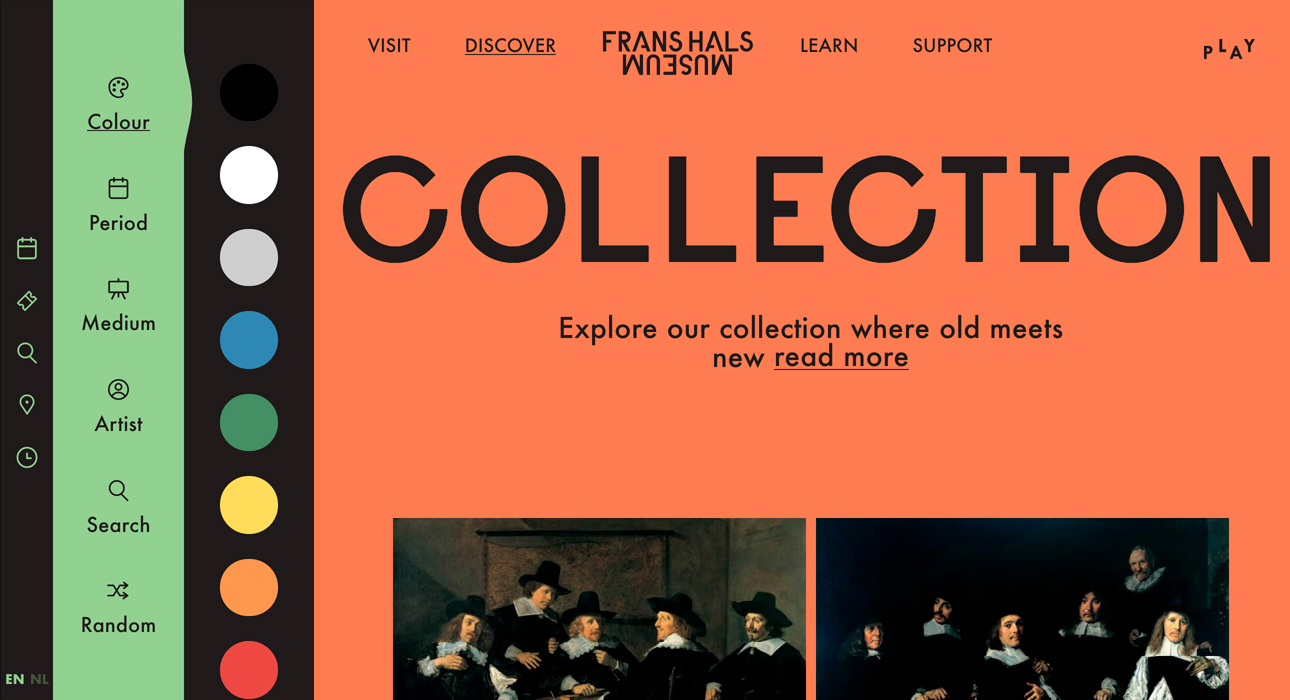 VISIT
DISCOVER
FRANS HALS
MUSEUM
LEARN
SUPPORT
PLAY
Colour
Period
Medium
Artist
Search
Random
EN NL
COLLECTION
Explore our collection where old meets
new read more